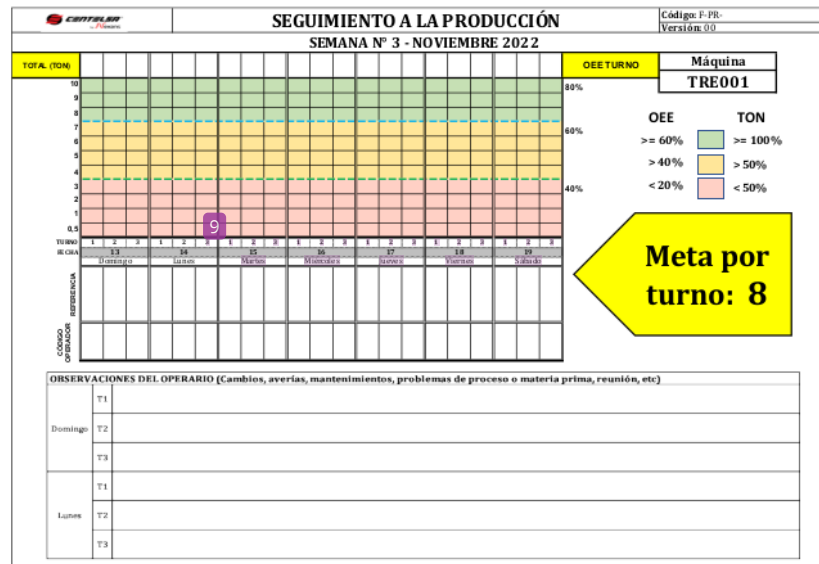 CENTELSA
SEGUIMIENTO A LA PRODUCCIÓN
Código: F-PR-
Versión: 00
SEMANA N° 3 - NOVIEMBRE 2022
TOTAL (TON)
OEE TURNO
Máquina
TRE001
10
9
8
7
6
5
4
3
2
1
0,5
80%
60%
40%
OEE TON
>= 60% >= 100%
> 40% > 50%
< 20% < 50%
9
Meta por
turno: 8
TURNO 1 2 3 1 2 3 1 2 3 1 2 3 1 2 3 1 2 3 1 2 3
FECHA 13 14 15 16 17 18 19
Domingo Lunes Martes Miércoles Jueves Viernes Sábado
REFERENCIA
CÓDIGO
OPERADOR
OBSERVACIONES DEL OPERARIO (Cambios, averías, mantenimientos, problemas de proceso o materia prima, reunión, etc)
Domingo
T1
T2
T3
Lunes
T1
T2
T3